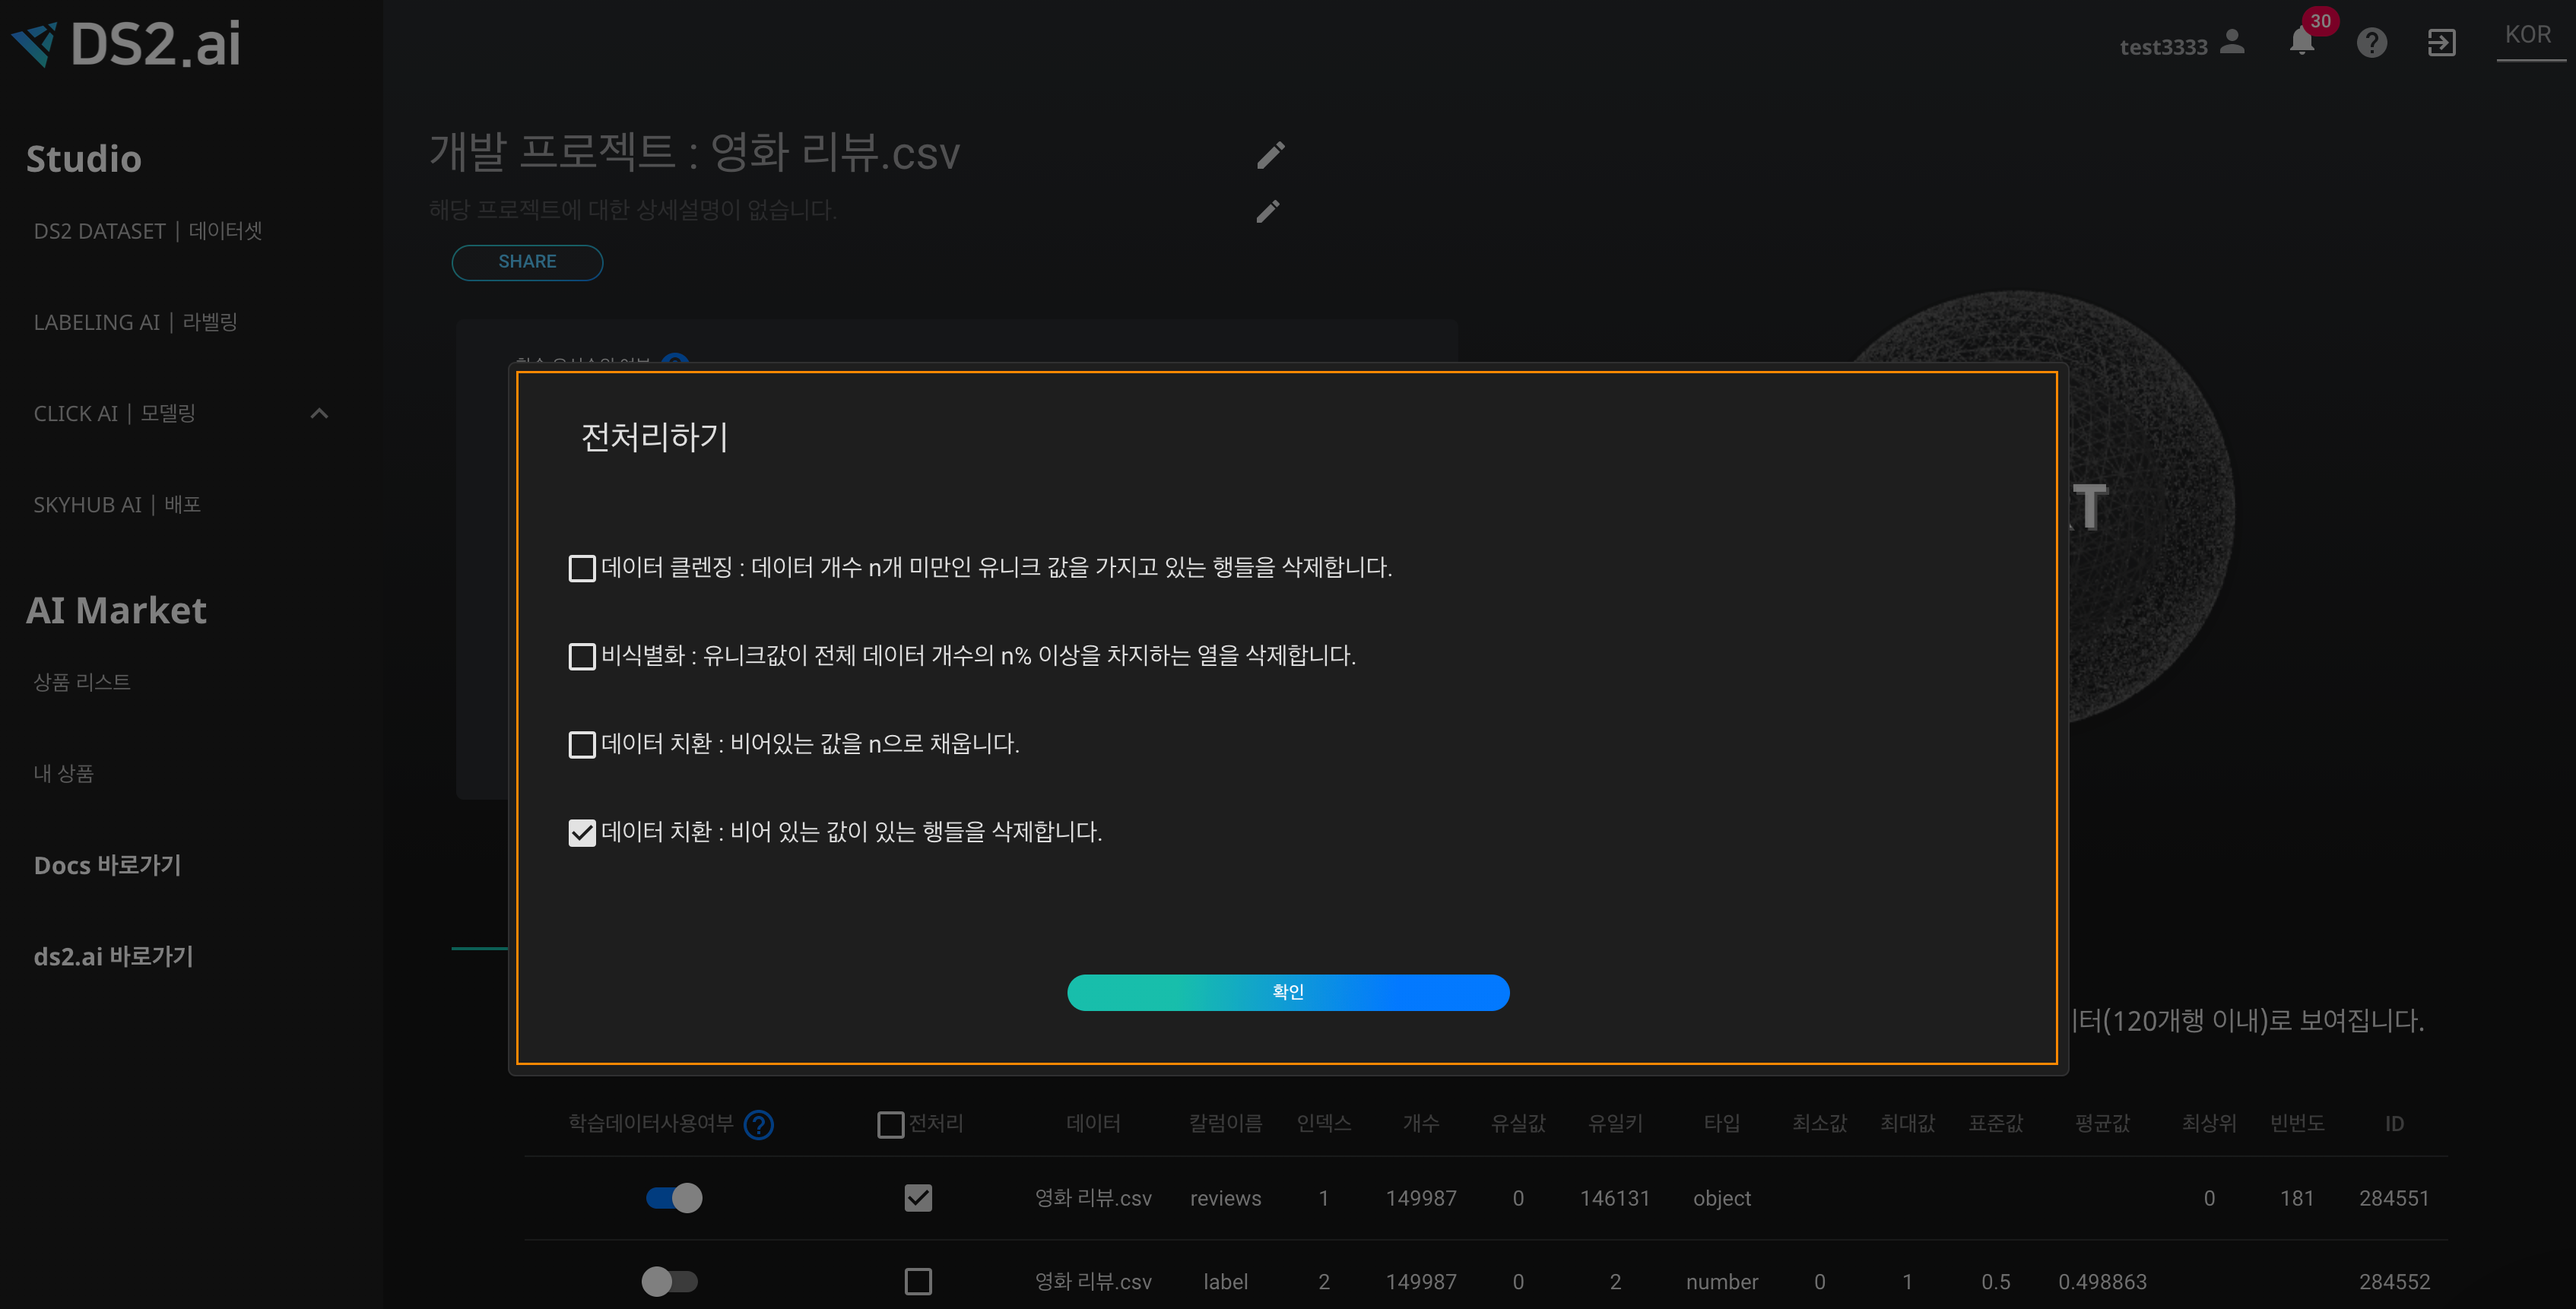 DS2.ai
test3333
30
KOR
Studio
DS2 DATASET | 데이터셋
LABELING AI | 라벨링
CLICK AI | 모델링
SKYHUB AI | 배포
AI Market
상품 리스트
내 상품
Docs 바로가기
ds2.ai 바로가기
개발 프로젝트 : 영화 리뷰.csv
해당 프로젝트에 대한 상세설명이 없습니다.
SHARE
전처리하기
데이터 클렌징 : 데이터 개수 n개 미만인 유니크 값을 가지고 있는 행들을 삭제합니다.
비식별화 : 유니크값이 전체 데이터 개수의 n% 이상을 차지하는 열을 삭제합니다.
데이터 치환 : 비어있는 값을 n으로 채웁니다.
데이터 치환 : 비어 있는 값이 있는 행들을 삭제합니다.
확인
T
터(120개행 이내)로 보여집니다.
학습데이터사용여부 전처리 데이터 칼럼이름 인덱스 개수 유실값 유일키 타입 최소값 최대값 표준값 평균값 최상위 빈번도 ID
영화 리뷰.csv reviews 1 149987 0 146131 object 0 181 284551
영화 리뷰.csv label 2 149987 0 2 number 0 1 0.5 0.498863 284552